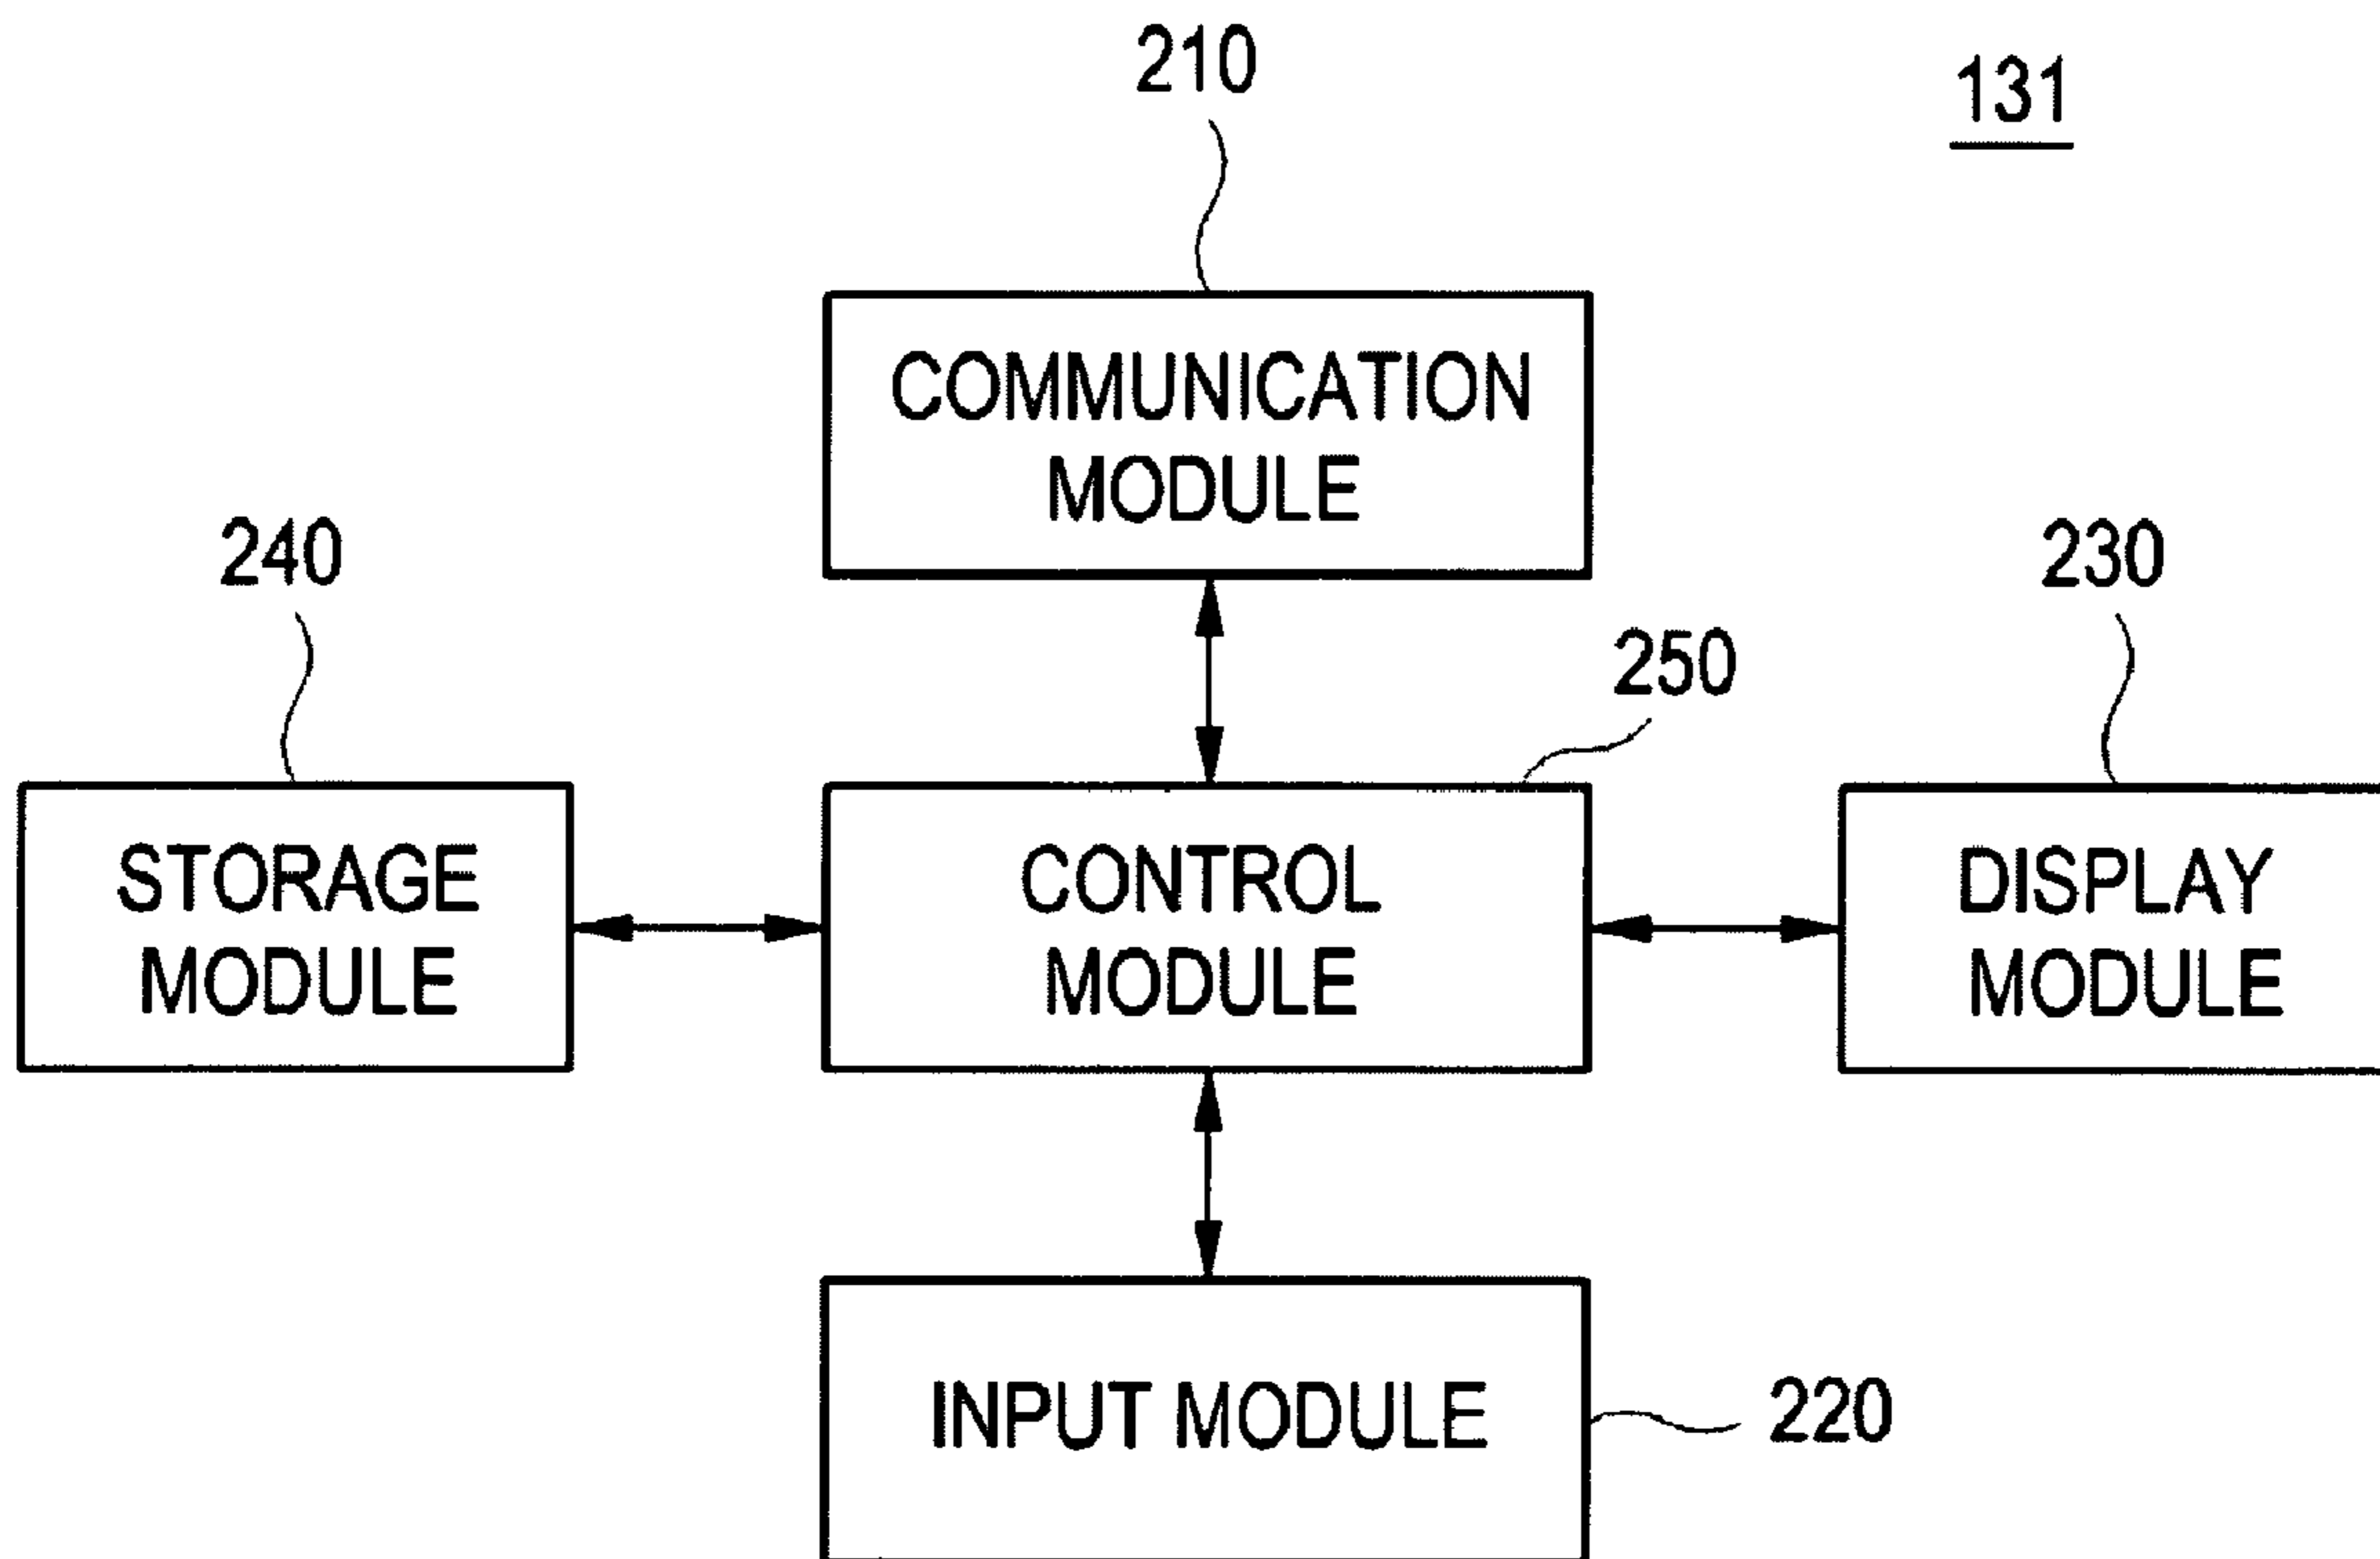 210
131
COMMUNICATION
MODULE
240
230
250
STORAGE
MODULE
CONTROL
MODULE
DISPLAY
MODULE
INPUT MODULE
220